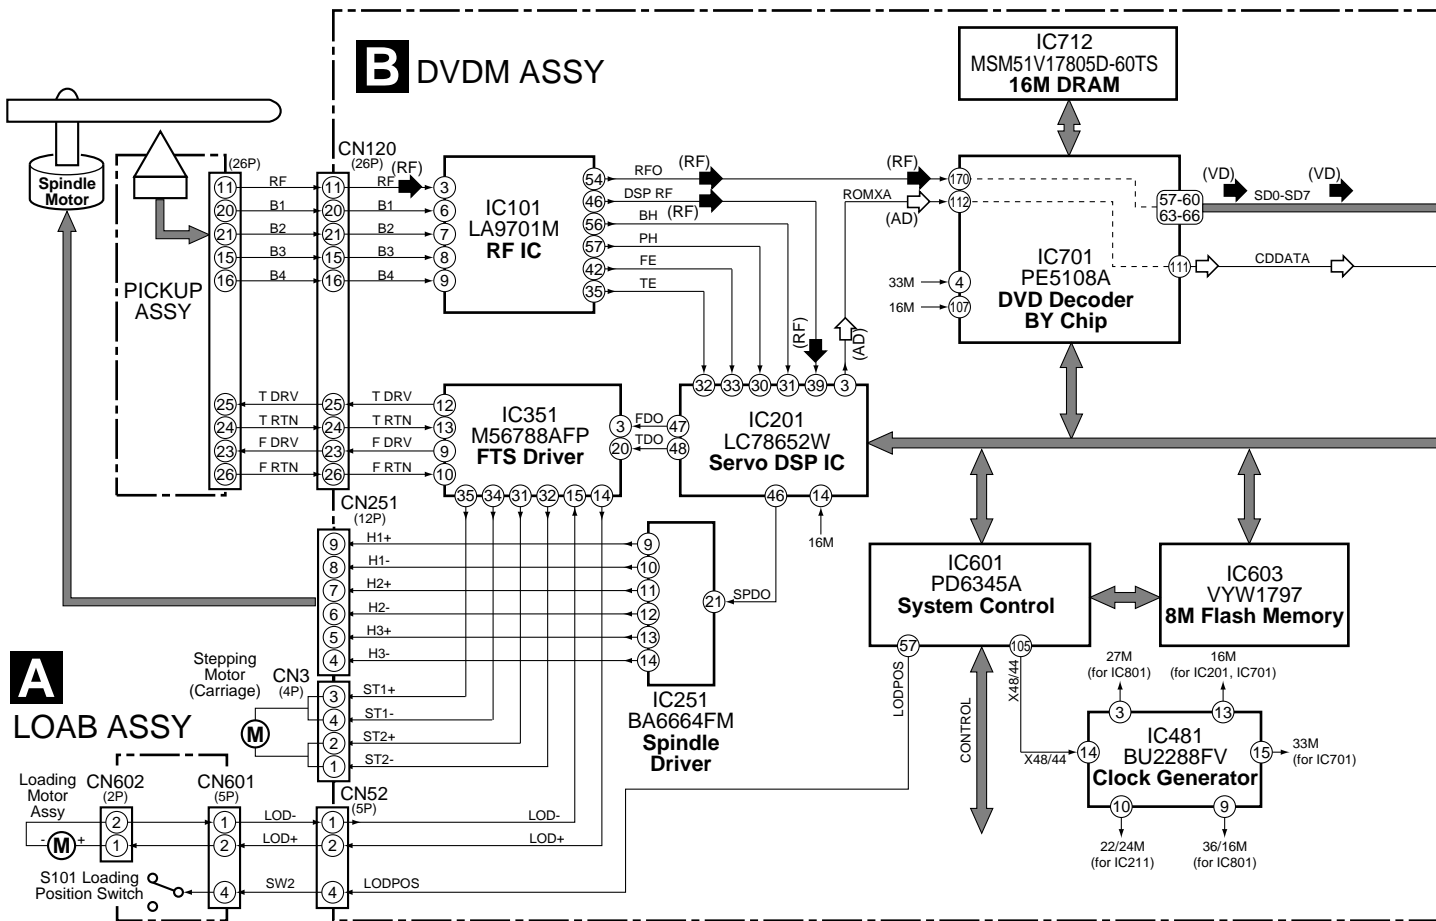 B DVDM ASSY
IC712
MSM51V17805D-60TS
16M DRAM
Spindle
Motor
PICKUP
ASSY
(26P)
11 RF
20 B1
21 B2
15 B3
16 B4
25 T DRV
24 T RTN
23 F DRV
26 F RTN
CN120
(26P)
(RF)
11 RF 3
20 B1 6
21 B2 7
15 B3 8
16 B4 9
IC101
LA9701M
RF IC
54 RFO (RF) (RF) 170
46 DSP RF (RF) ROMXA 112
56 BH (AD)
57 PH
42 FE
35 TE
(RF)
(AD)
33M 4
16M 107
IC701
PE5108A
DVD Decoder
BY Chip
57-60
63-66
(VD) SD0-SD7 (VD)
111 CDDATA
25 T DRV 12
24 T RTN 13
23 F DRV 9
26 F RTN 10
IC351
M56788AFP
FTS Driver
3 FDO 47
20 TDO 48
35 34 31 32 15 14
32 33 30 31 39 3
IC201
LC78652W
Servo DSP IC
46 14
16M
CN251
(12P)
9 H1+ 9
8 H1- 10
7 H2+ 11
6 H2- 12
5 H3+ 13
4 H3- 14
21 SPDO
IC251
BA6664FM
Spindle
Driver
IC601
PD6345A
System Control
57 105
LODPOS
X48/44
CONTROL
IC603
VYW1797
8M Flash Memory
27M
(for IC801)
16M
(for IC201, IC701)
3 13
IC481
BU2288FV
Clock Generator
X48/44 14
15 33M
(for IC701)
10 9
22/24M
(for IC211)
36/16M
(for IC801)
A
LOAB ASSY
Stepping
Motor
(Carriage)
M
CN3
(4P)
3 ST1+
4 ST1-
2 ST2+
1 ST2-
Loading
Motor
Assy
- M +
CN602
(2P)
2
1
CN601
(5P)
1 LOD-
2 LOD+
4 SW2
CN52
(5P)
1 LOD-
2 LOD+
4 LODPOS
S101 Loading
Position Switch